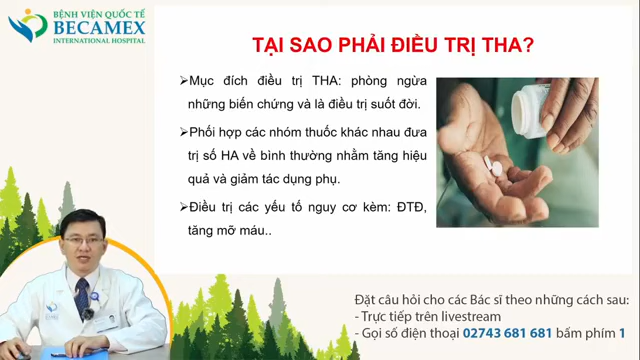 BỆNH VIỆN QUỐC TẾ
BECAMEX
INTERNATIONAL HOSPITAL
TẠI SAO PHẢI ĐIỀU TRỊ THA?
➢Mục đích điều trị THA: phòng ngừa
những biến chứng và là điều trị suốt đời.
➢Phối hợp các nhóm thuốc khác nhau đưa
trị số HA về bình thường nhằm tăng hiệu
quả và giảm tác dụng phụ.
➢Điều trị các yếu tố nguy cơ kèm: ĐTĐ,
tăng mỡ máu..
Đặt câu hỏi cho các Bác sĩ theo những cách sau:
- Trực tiếp trên livestream
- Gọi số điện thoại 02743 681 681 bấm phím 1